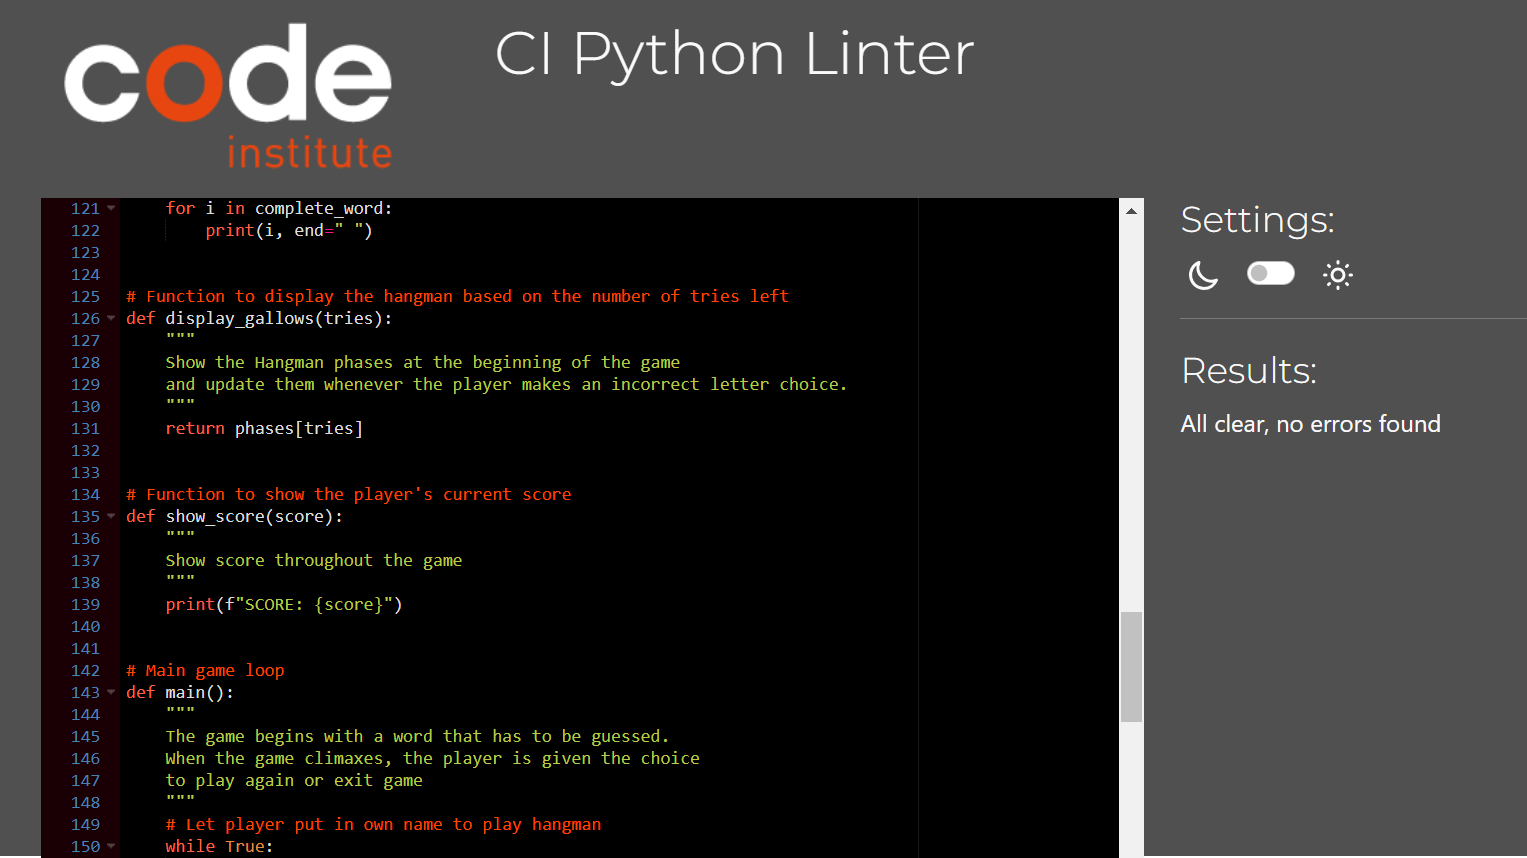 code
institute
CI Python Linter
121 for i in complete_word:
122 print(i, end=" ")
123
124
125 # Function to display the hangman based on the number of tries left
126 def display_gallows(tries):
127 """
128 Show the Hangman phases at the beginning of the game
129 and update them whenever the player makes an incorrect letter choice.
130 """
131 return phases[tries]
132
133
134 # Function to show the player's current score
135 def show_score(score):
136 """
137 Show score throughout the game
138 """
139 print(f"SCORE: {score}")
140
141
142 # Main game loop
143 def main():
144 """
145 The game begins with a word that has to be guessed.
146 When the game climaxes, the player is given the choice
147 to play again or exit game
148 """
149 # Let player put in own name to play hangman
150 while True:
Settings:
Results:
All clear, no errors found